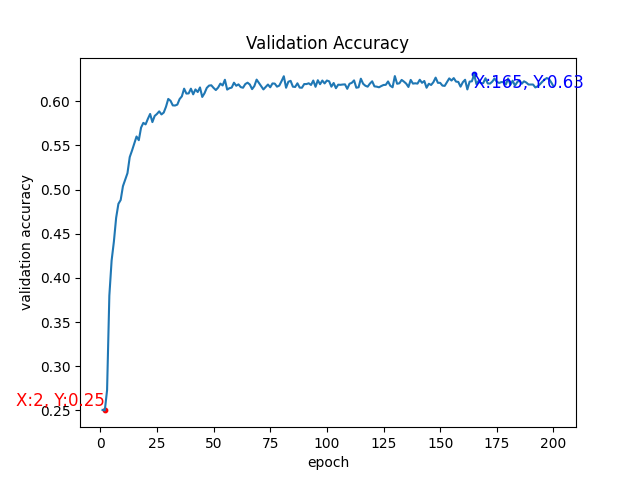 Validation Accuracy
X:165, Y:0.63
0.60
0.55
0.50
0.45
0.40
0.35
0.30
X:2, Y:0.25
0.25
validation accuracy
0 25 50 75 100 125 150 175 200
epoch